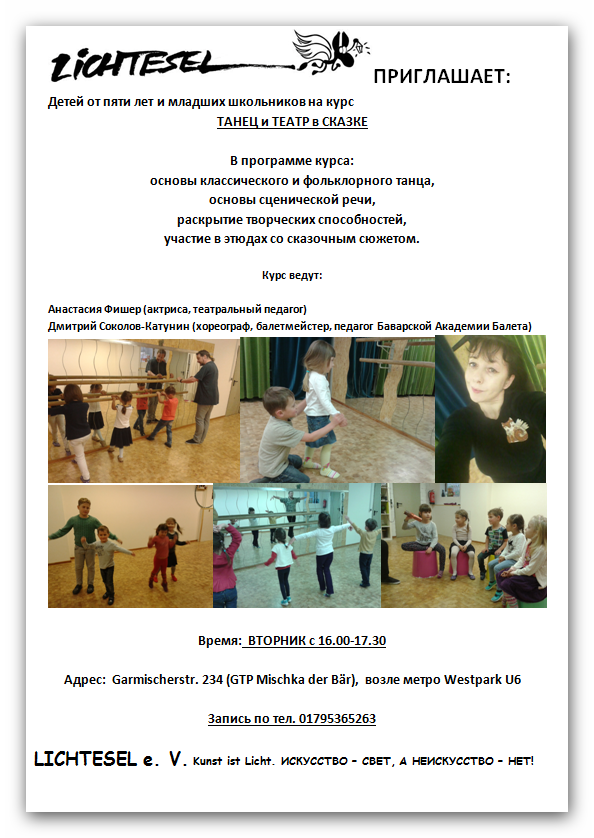 LICHTESEL ПРИГЛАШАЕТ:
Детей от пяти лет и младших школьников на курс
ТАНЕЦ и ТЕАТР в СКАЗКЕ
В программе курса:
основы классического и фольклорного танца,
основы сценической речи,
раскрытие творческих способностей,
участие в этюдах со сказочным сюжетом.
Курс ведут:
Анастасия Фишер (актриса, театральный педагог)
Дмитрий Соколов-Катунин (хореограф, балетмейстер, педагог Баварской Академии Балета)
Время: ВТОРНИК с 16.00-17.30
Адрес: Garmischerstr. 234 (GTP Mischka der Bär), возле метро Westpark U6
Запись по тел. 01795365263
LICHTESEL e. V. Kunst ist Licht. ИСКУССТВО – СВЕТ, А НЕИСКУССТВО – НЕТ!